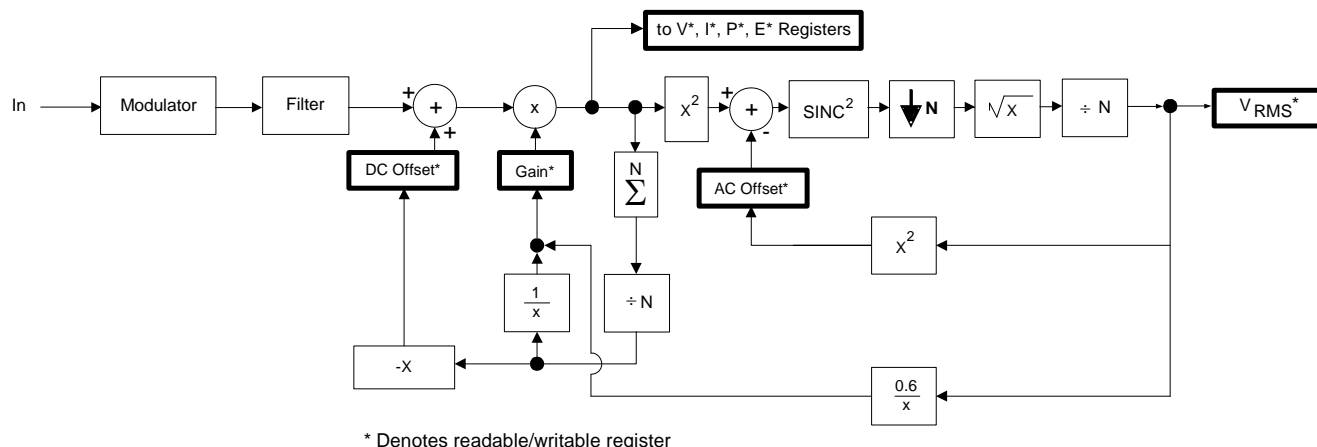 to V*, I*, P*, E* Registers
In
Modulator
Filter
+
+
+
x
X²
+
+
-
SINC²
N
√X
÷ N
V RMS*
DC Offset*
Gain*
N
Σ
AC Offset*
X²
1
x
÷ N
-X
0.6
x
* Denotes readable/writable register